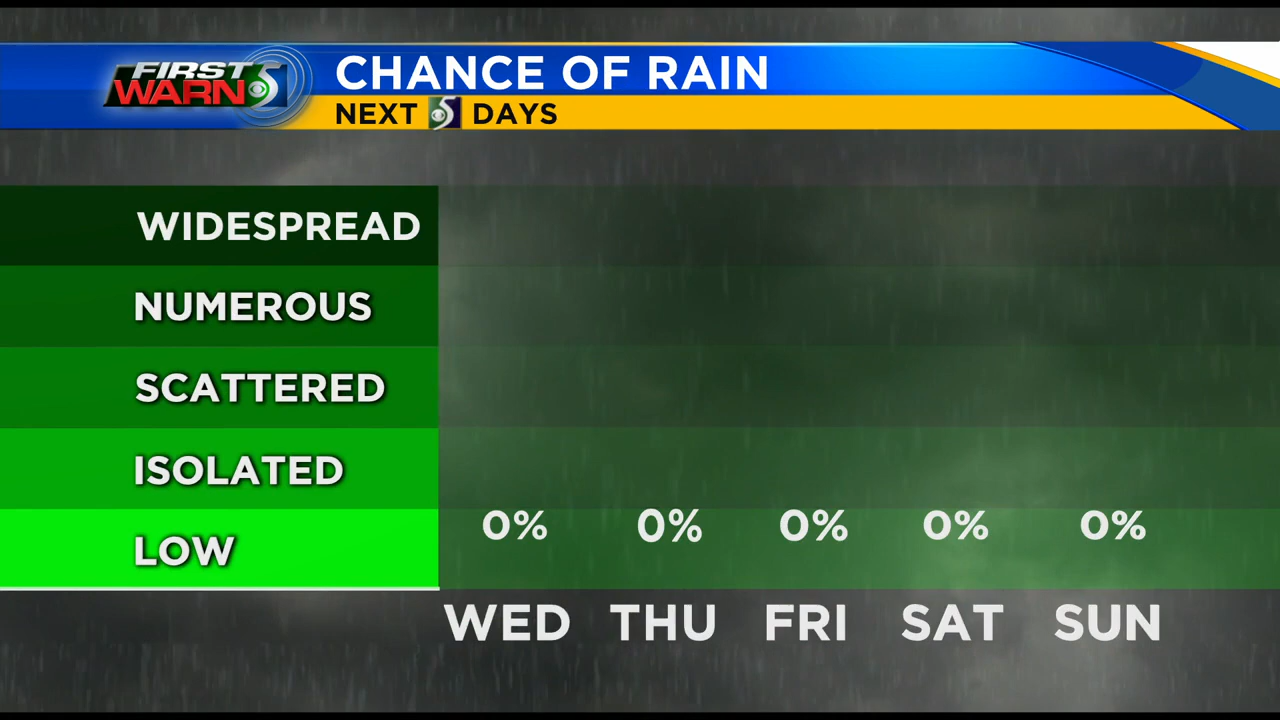 FIRST
WARN 5
CHANCE OF RAIN
NEXT 5 DAYS
WIDESPREAD
NUMEROUS
SCATTERED
ISOLATED
LOW
0% 0% 0% 0% 0%
WED THU FRI SAT SUN